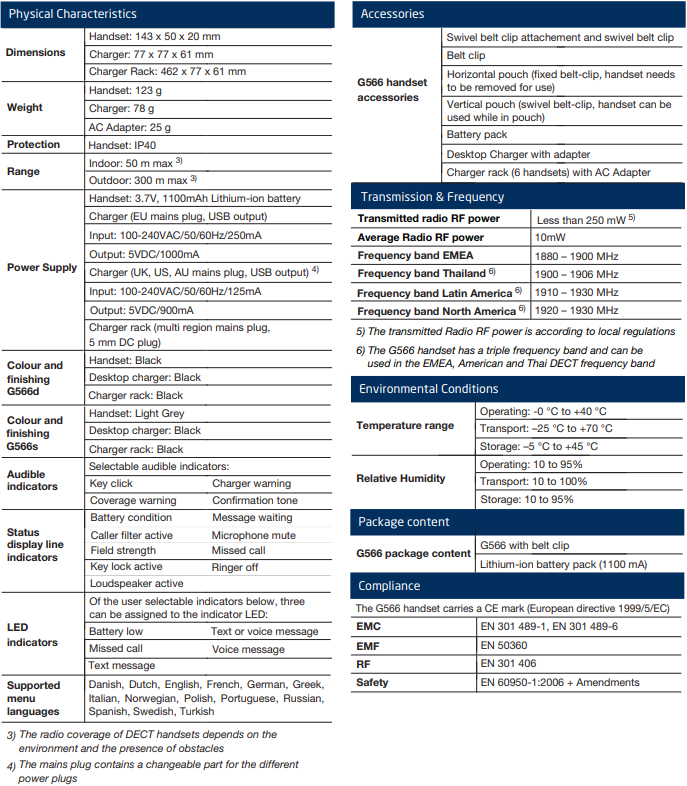 Physical Characteristics
Dimensions
Handset: 143 x 50 x 20 mm
Charger: 77 x 77 x 61 mm
Charger Rack: 462 x 77 x 61 mm
Weight
Handset: 123 g
Charger: 78 g
AC Adapter: 25 g
Protection
Handset: IP40
Range
Indoor: 50 m max 3)
Outdoor: 300 m max 3)
Power Supply
Handset: 3.7V, 1100mAh Lithium-ion battery
Charger (EU mains plug, USB output)
Input: 100-240VAC/50/60Hz/250mA
Output: 5VDC/1000mA
Charger (UK, US, AU mains plug, USB output) 4)
Input: 100-240VAC/50/60Hz/125mA
Output: 5VDC/900mA
Charger rack (multi region mains plug,
5 mm DC plug)
Colour and
finishing
G566d
Handset: Black
Desktop charger: Black
Charger rack: Black
Colour and
finishing
G566s
Handset: Light Grey
Desktop charger: Black
Charger rack: Black
Audible
indicators
Selectable audible indicators:
Key click Charger warning
Coverage warning Confirmation tone
Status
display line
indicators
Battery condition Message waiting
Caller filter active Microphone mute
Field strength Missed call
Key lock active Ringer off
Loudspeaker active
LED
indicators
Of the user selectable indicators below, three
can be assigned to the indicator LED:
Battery low Text or voice message
Missed call Voice message
Text message
Supported
menu
languages
Danish, Dutch, English, French, German, Greek,
Italian, Norwegian, Polish, Portuguese, Russian,
Spanish, Swedish, Turkish
3) The radio coverage of DECT handsets depends on the
environment and the presence of obstacles
4) The mains plug contains a changeable part for the different
power plugs
Accessories
G566 handset
accessories
Swivel belt clip attachement and swivel belt clip
Belt clip
Horizontal pouch (fixed belt-clip, handset needs
to be removed for use)
Vertical pouch (swivel belt-clip, handset can be
used while in pouch)
Battery pack
Desktop Charger with adapter
Charger rack (6 handsets) with AC Adapter
Transmission & Frequency
Transmitted radio RF power Less than 250 mW 5)
Average Radio RF power 10mW
Frequency band EMEA 1880 – 1900 MHz
Frequency band Thailand 6) 1900 – 1906 MHz
Frequency band Latin America 6) 1910 – 1930 MHz
Frequency band North America 6) 1920 – 1930 MHz
5) The transmitted Radio RF power is according to local regulations
6) The G566 handset has a triple frequency band and can be
used in the EMEA, American and Thai DECT frequency band
Environmental Conditions
Temperature range
Operating: -0 °C to +40 °C
Transport: –25 °C to +70 °C
Storage: –5 °C to +45 °C
Relative Humidity
Operating: 10 to 95%
Transport: 10 to 100%
Storage: 10 to 95%
Package content
G566 package content
G566 with belt clip
Lithium-ion battery pack (1100 mA)
Compliance
The G566 handset carries a CE mark (European directive 1999/5/EC)
EMC EN 301 489-1, EN 301 489-6
EMF EN 50360
RF EN 301 406
Safety EN 60950-1:2006 + Amendments